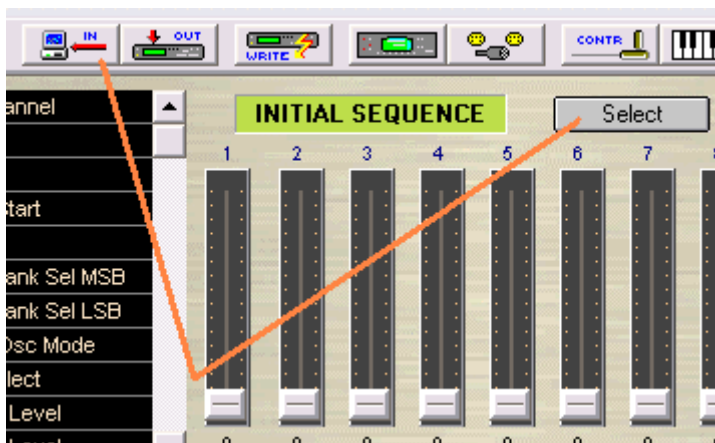 IN
OUT
WRITE
CONTR
annel
INITIAL SEQUENCE
Select
1 2 3 4 5 6 7
Start
ank Sel MSB
ank Sel LSB
Osc Mode
lect
Level